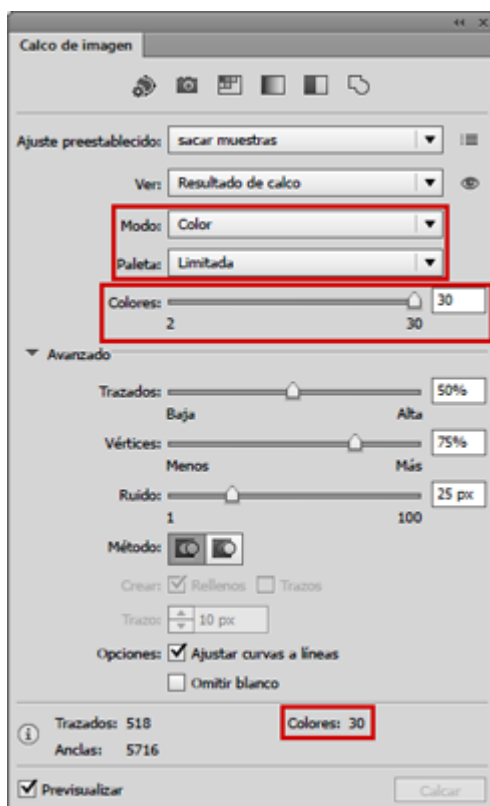 Calco de imagen
Ajuste preestablecido: sacar muestras
Ver: Resultado de calco
Modo: Color
Paleta: Limitada
Colores: 30
2 30
Avanzado
Trazados: 50%
Baja Alta
Vértices: 75%
Menos Más
Ruido: 25 px
1 100
Método:
Crear: Rellenos Trazos
Trazo: 10 px
Opciones: Ajustar curvas a líneas
Omitir blanco
Trazados: 518 Colores: 30
Anclas: 5716
Previsualizar Calcar